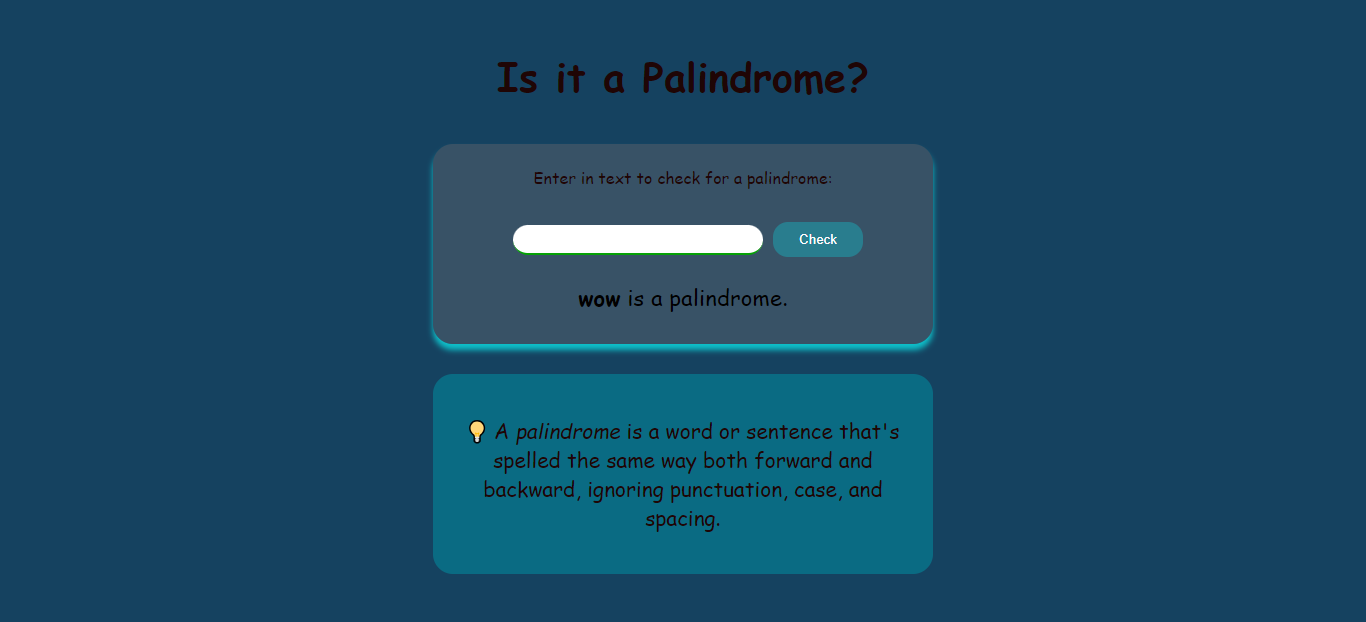 Is it a Palindrome?
Enter in text to check for a palindrome:
Check
wow is a palindrome.
💡 A palindrome is a word or sentence that's
spelled the same way both forward and
backward, ignoring punctuation, case, and
spacing.